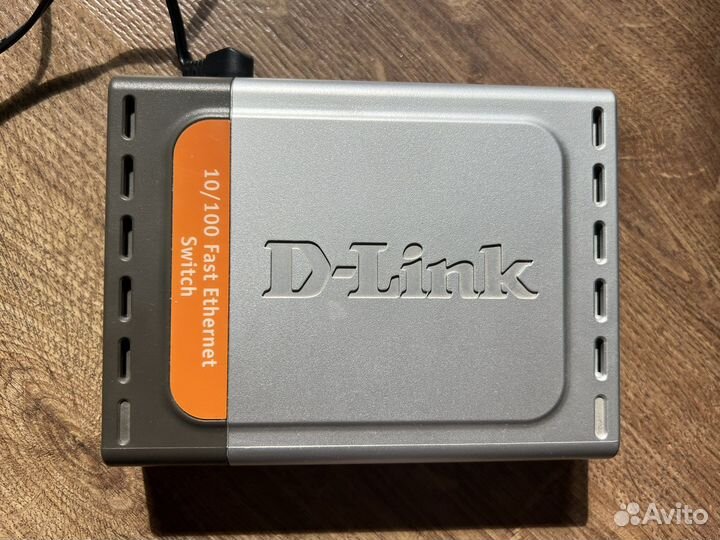 10/100 Fast Ethernet
Switch
D-Link
Avito